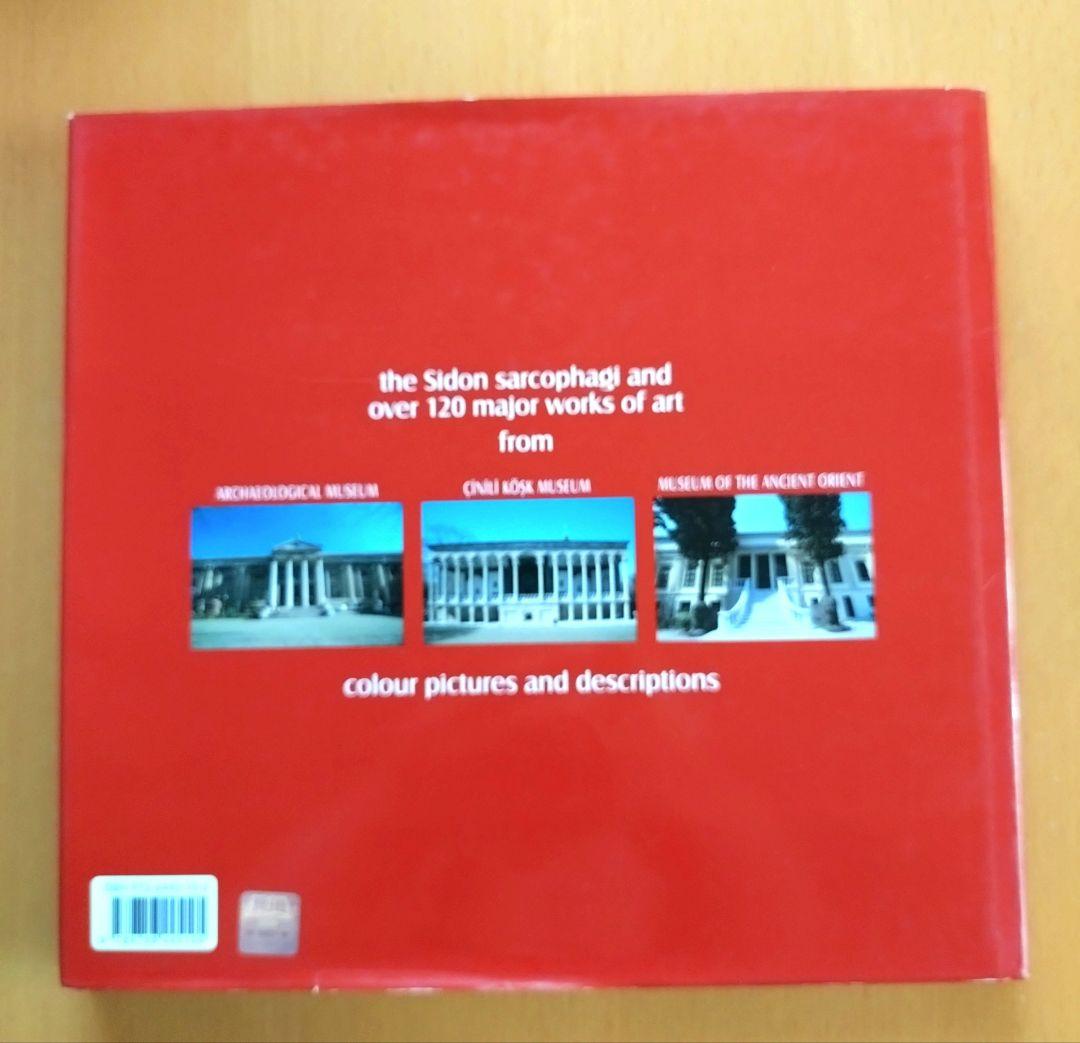 the Sidon sarcophagi and
over 120 major works of art
from
ARCHAEOLOGICAL MUSEUM
ÇİNİLİ KÖŞK MUSEUM
MUSEUM OF THE ANCIENT ORIENT
colour pictures and descriptions